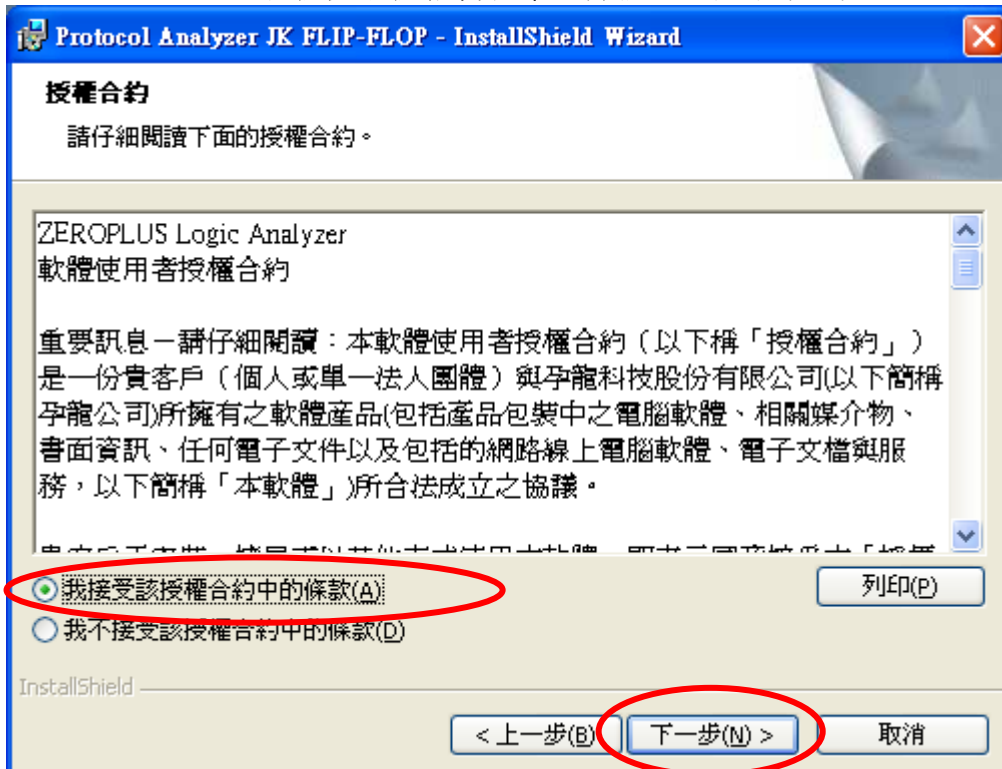 Protocol Analyzer JK FLIP-FLOP - InstallShield Wizard
授權合約
請仔細閱讀下面的授權合約。
ZEROPLUS Logic Analyzer
軟體使用者授權合約
重要訊息－請仔細閱讀：本軟體使用者授權合約（以下稱「授權合約」）
是一份貴客戶（個人或單一法人團體）與孕龍科技股份有限公司(以下簡稱
孕龍公司)所擁有之軟體產品(包括產品包裝中之電腦軟體、相關媒介物、
書面資訊、任何電子文件以及包括的網路線上電腦軟體、電子文檔與服
務，以下簡稱「本軟體」)所合法成立之協議。
我接受該授權合約中的條款(A)
列印(P)
我不接受該授權合約中的條款(D)
InstallShield
< 上一步(B)
下一步(N) >
取消